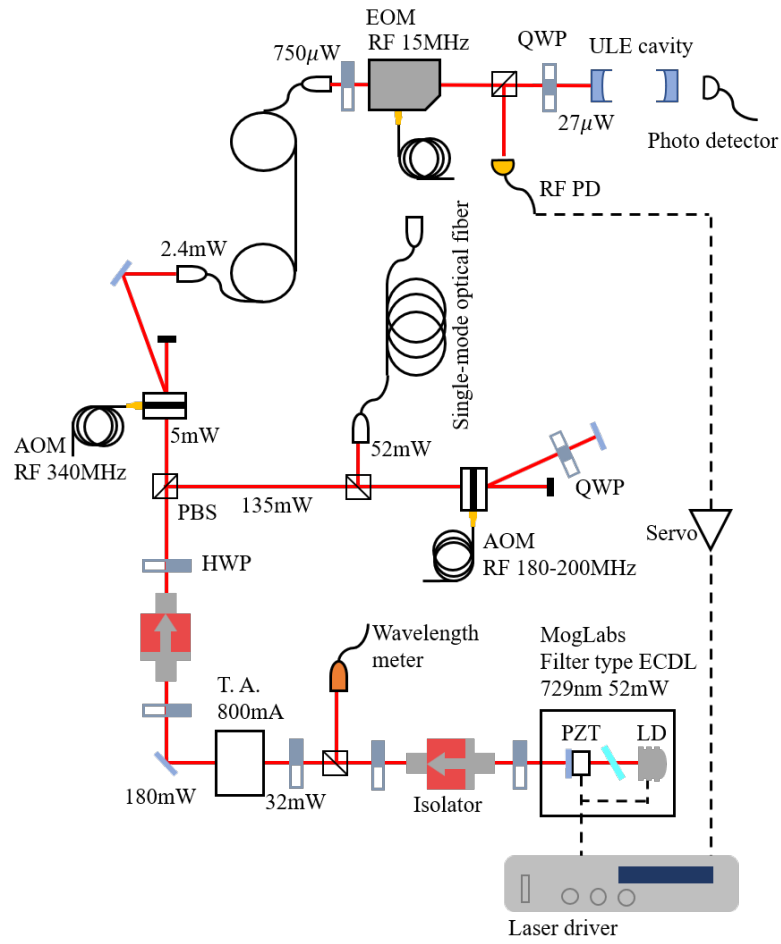 EOM
RF 15MHz
750μW
QWP
ULE cavity
27μW
Photo detector
RF PD
2.4mW
Single-mode optical fiber
AOM
RF 340MHz
5mW
52mW
QWP
PBS
135mW
AOM
RF 180-200MHz
Servo
HWP
Wavelength
meter
MogLabs
Filter type ECDL
729nm 52mW
T. A.
800mA
PZT
LD
180mW
32mW
Isolator
Laser driver